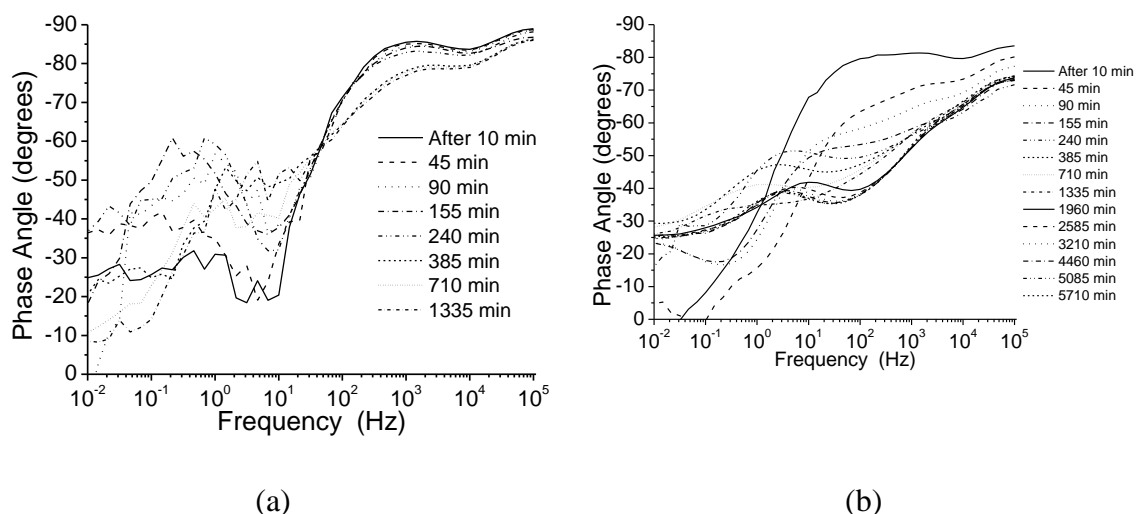 -90
-80
-70
-60
-50
-40
-30
-20
-10
0
Phase Angle (degrees)
10⁻² 10⁻¹ 10⁰ 10¹ 10² 10³ 10⁴ 10⁵
Frequency (Hz)
After 10 min
45 min
90 min
155 min
240 min
385 min
710 min
1335 min
(a)
-90
-80
-70
-60
-50
-40
-30
-20
-10
0
Phase Angle (degrees)
10⁻² 10⁻¹ 10⁰ 10¹ 10² 10³ 10⁴ 10⁵
Frequency (Hz)
After 10 min
45 min
90 min
155 min
240 min
385 min
710 min
1335 min
1960 min
2585 min
3210 min
4460 min
5085 min
5710 min
(b)